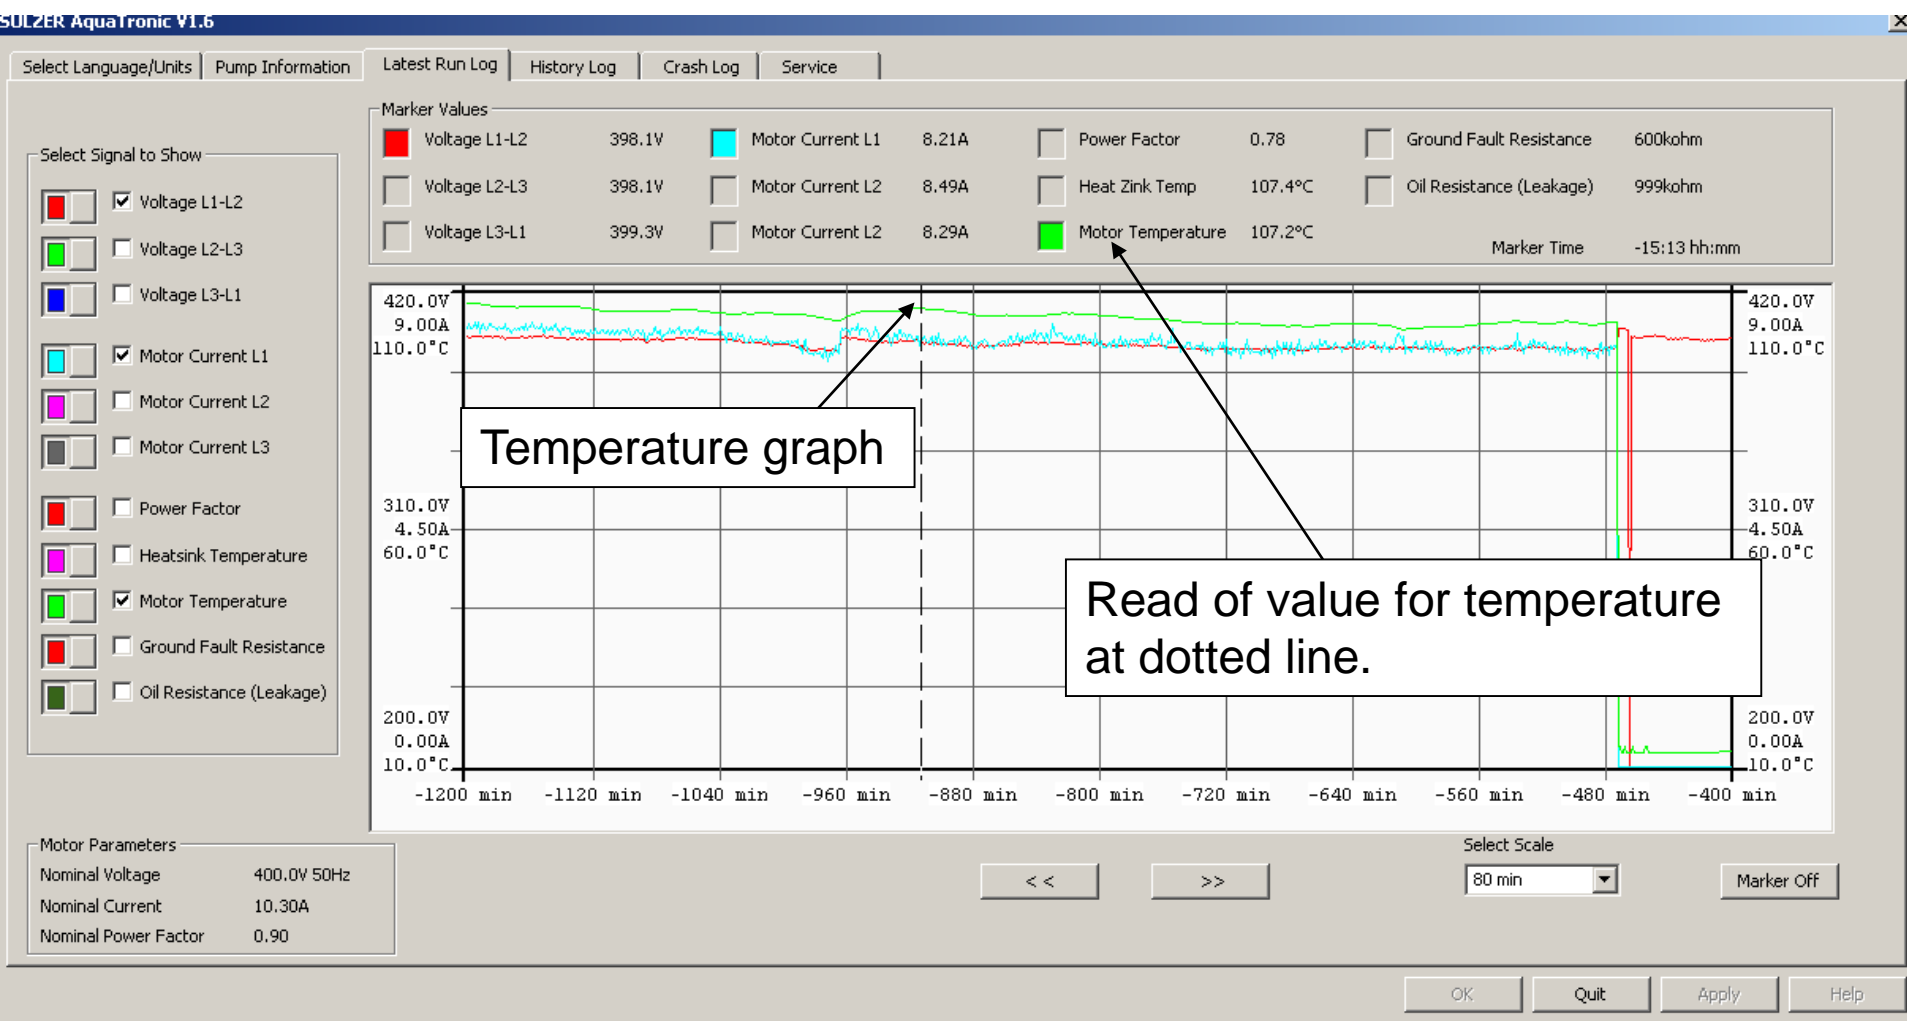 SULZER AquaTronic V1.6
Select Language/Units Pump Information Latest Run Log History Log Crash Log Service
Marker Values
Voltage L1-L2 398.1V Motor Current L1 8.21A Power Factor 0.78 Ground Fault Resistance 600kohm
Voltage L2-L3 398.1V Motor Current L2 8.49A Heat Zink Temp 107.4°C Oil Resistance (Leakage) 999kohm
Voltage L3-L1 399.3V Motor Current L2 8.29A Motor Temperature 107.2°C
Marker Time -15:13 hh:mm
Select Signal to Show
Voltage L1-L2
Voltage L2-L3
Voltage L3-L1
Motor Current L1
Motor Current L2
Motor Current L3
Power Factor
Heatsink Temperature
Motor Temperature
Ground Fault Resistance
Oil Resistance (Leakage)
420.0V 420.0V
9.00A 9.00A
110.0°C 110.0°C
Temperature graph
310.0V 310.0V
4.50A 4.50A
60.0°C 60.0°C
Read of value for temperature
at dotted line.
200.0V 200.0V
0.00A 0.00A
10.0°C 10.0°C
-1200 min -1120 min -1040 min -960 min -880 min -800 min -720 min -640 min -560 min -480 min -400 min
Motor Parameters
Nominal Voltage 400.0V 50Hz
Nominal Current 10.30A
Nominal Power Factor 0.90
<< >>
Select Scale
80 min
Marker Off
OK Quit Apply Help